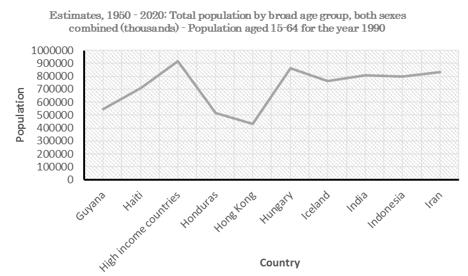 Estimates, 1950 - 2020: Total population by broad age group, both sexes
combined (thousands) - Population aged 15-64 for the year 1990
1000000
900000
800000
700000
600000
500000
400000
300000
200000
100000
0
Population
Guyana
Haiti
High income countries
Honduras
Hong Kong
Hungary
Iceland
India
Indonesia
Iran
Country